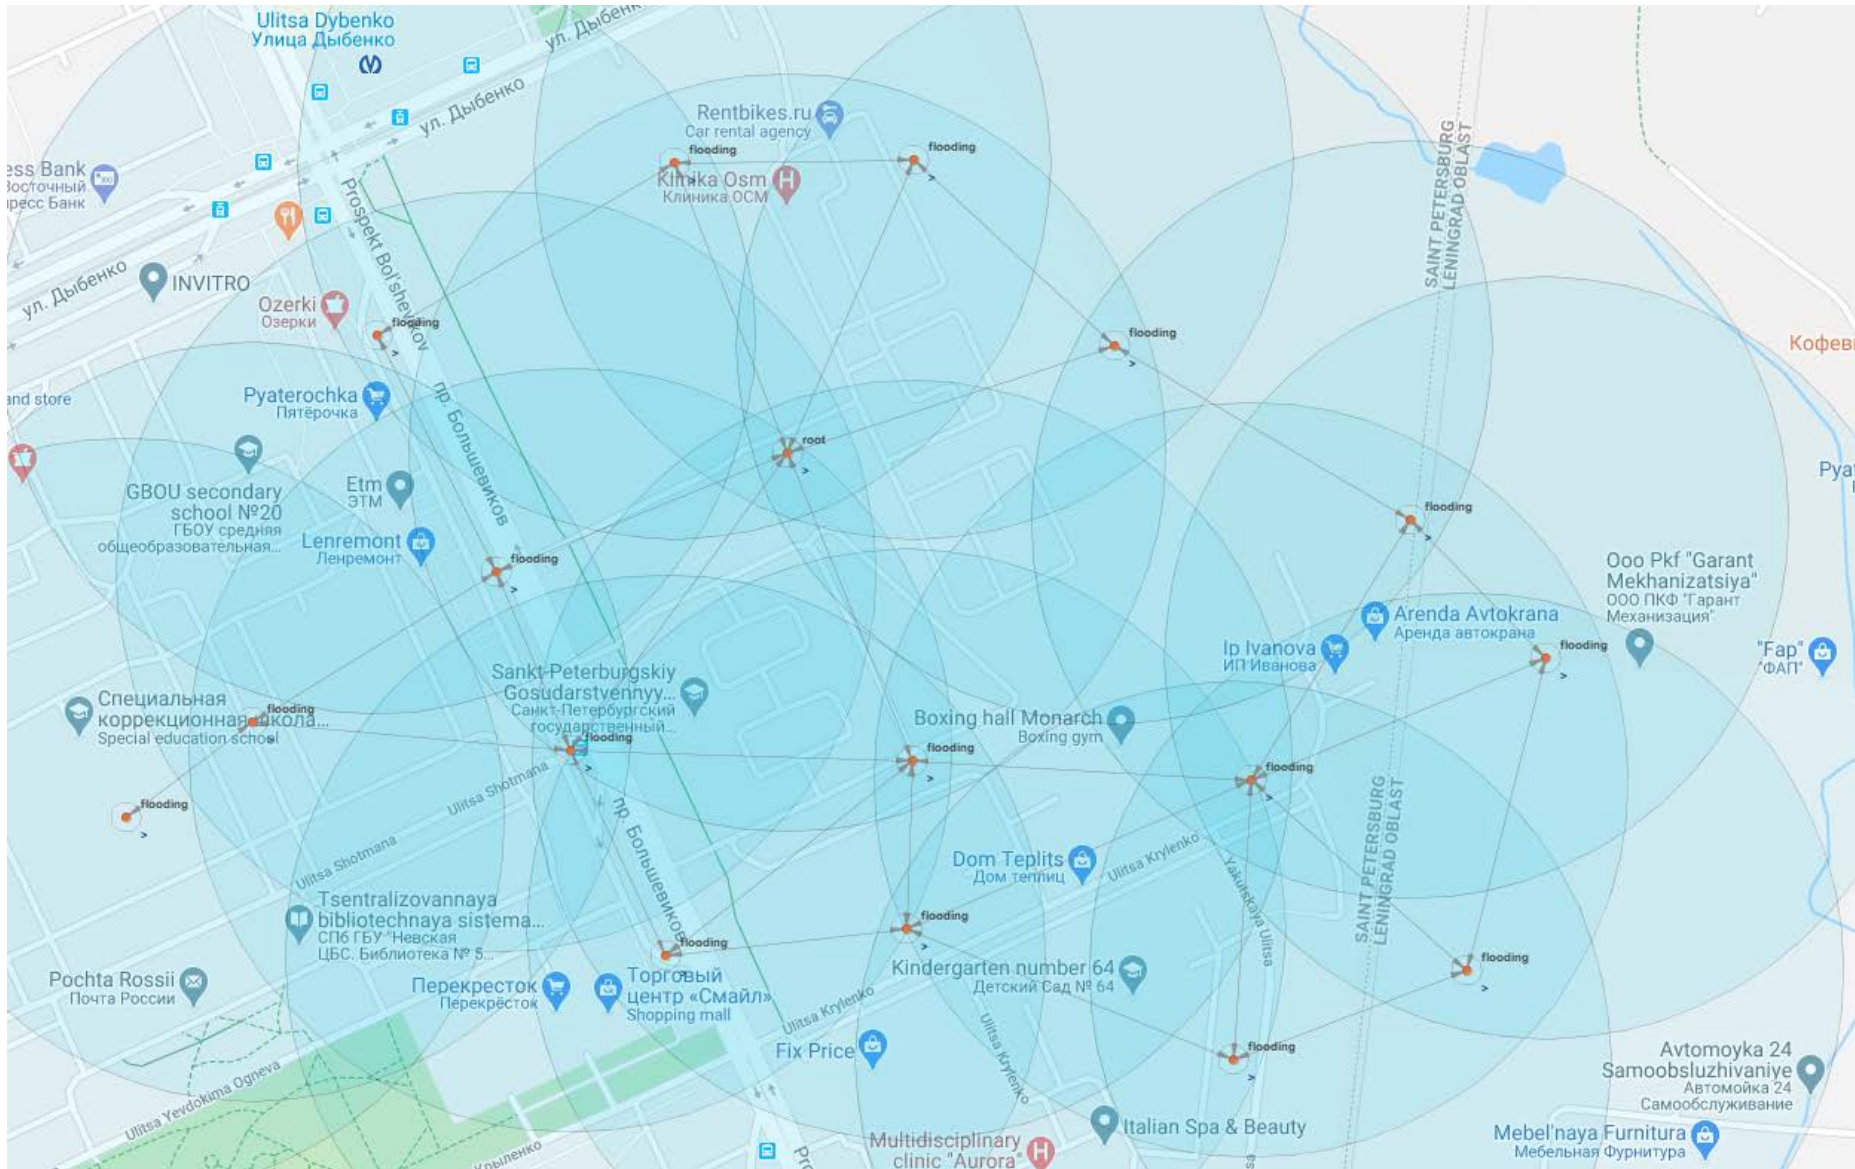 Ulitsa Dybenko
Улица Дыбенко
ул. Дыбенко
ул. Дыбенко
ул. Дыбенко
Rentbikes.ru
Car rental agency
flooding
flooding
Klinika Osm
Клиника ОСМ
ess Bank
Восточный
пресс Банк
Prospekt Bol'shevikov
INVITRO
Ozerki
Озерки
flooding
flooding
SAINT PETERSBURG
LENINGRAD OBLAST
Кофеви
and store
Pyaterochka
Пятёрочка
пр. Большевиков
root
GBOU secondary
school №20
ГБОУ средняя
общеобразовательная...
Etm
ЭТМ
Lenremont
Ленремонт
flooding
flooding
Ooo Pkf "Garant
Mekhanizatsiya"
ООО ПКФ "Гарант
Механизация"
Arenda Avtokrana
Аренда автокрана
Ip Ivanova
ИП Иванова
flooding
"Fap"
"ФАП"
Sankt-Peterburgskiy
Gosudarstvennyy...
Санкт-Петербургский
государственный...
Специальная
коррекционная школа...
Special education school
flooding
flooding
Boxing hall Monarch
Boxing gym
flooding
flooding
flooding
Ulitsa Shotmana
Ulitsa Shotmana
пр. Большевиков
SAINT PETERSBURG
LENINGRAD OBLAST
Dom Teplits
Дом теплиц
Ulitsa Krylenko
Yakutskaya Ulitsa
Tsentralizovannaya
bibliotechnaya sistema...
СПб ГБУ "Невская
ЦБС. Библиотека № 5...
flooding
flooding
flooding
Pochta Rossii
Почта России
Перекресток
Перекрёсток
Торговый
центр «Смайл»
Shopping mall
Kindergarten number 64
Детский Сад № 64
Ulitsa Krylenko
Ulitsa Krylenko
Fix Price
flooding
Avtomoyka 24
Samoobsluzhivaniye
Автомойка 24
Самообслуживание
Ulitsa Yevdokima Ogneva
Italian Spa & Beauty
Multidisciplinary
clinic "Aurora"
Mebel'naya Furnitura
Мебельная Фурнитура